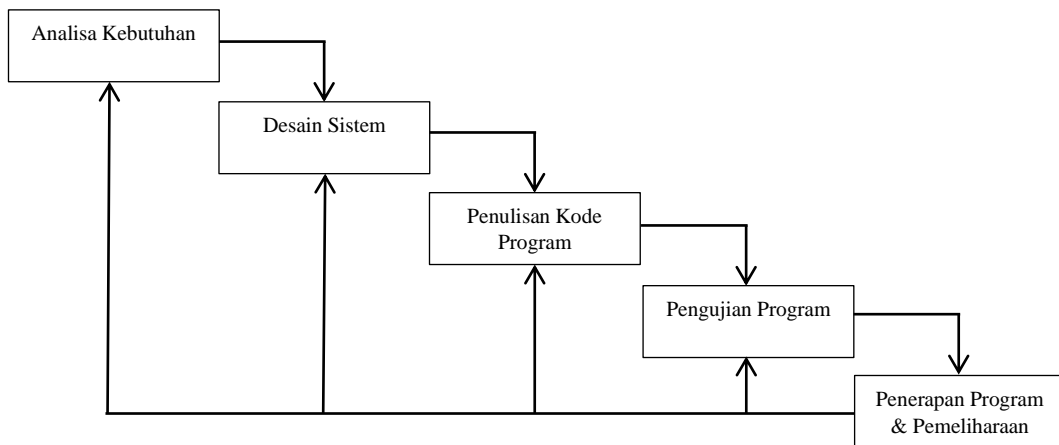 Analisa Kebutuhan
Desain Sistem
Penulisan Kode
Program
Pengujian Program
Penerapan Program
& Pemeliharaan